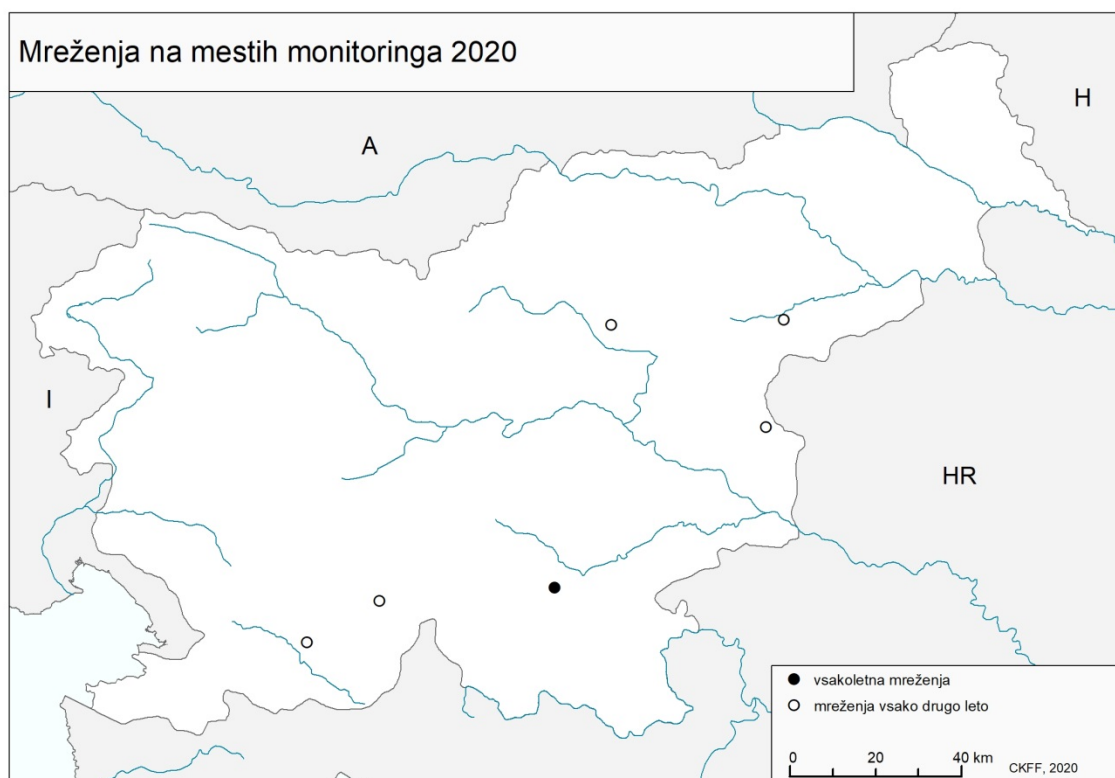 Mreženja na mestih monitoringa 2020
H
A
I
HR
vsakoletna mreženja
mreženja vsako drugo leto
0 20 40 km
CKFF, 2020